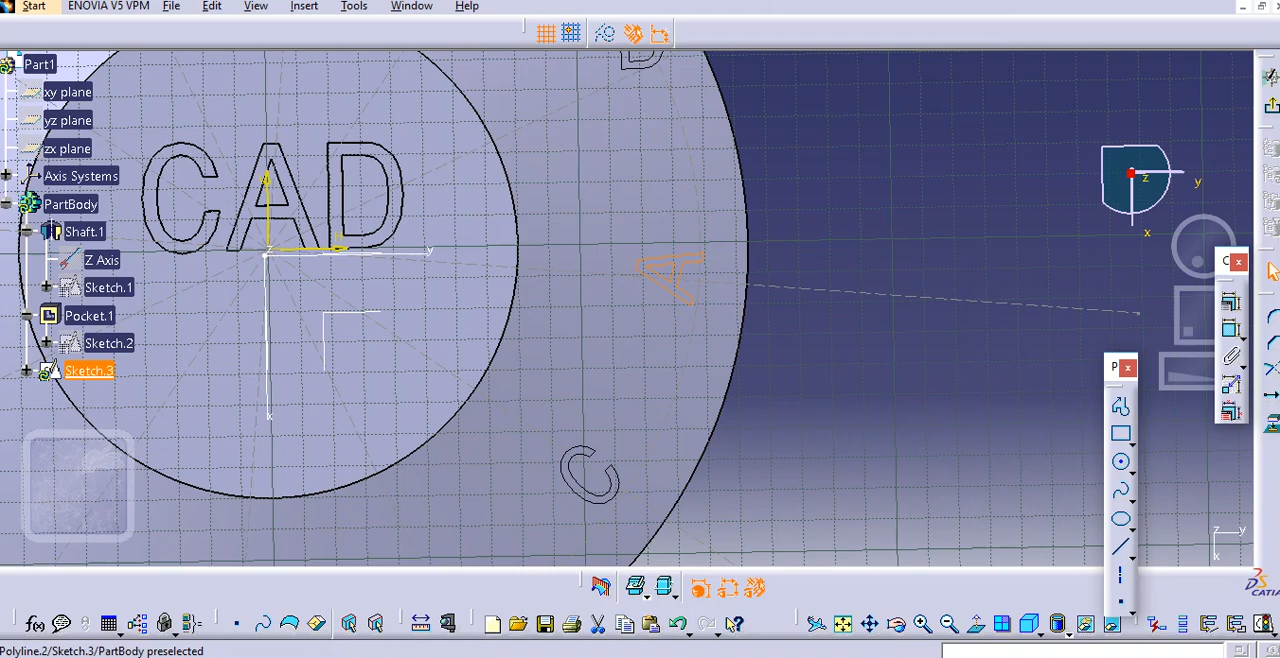 Start ENOVIA V5 VPM File Edit View Insert Tools Window Help
Part1
xy plane
yz plane
zx plane
Axis Systems
PartBody
Shaft.1
Z Axis
Sketch.1
Pocket.1
Sketch.2
Sketch.3
CAD
D
A
C
y
x
z
y
x
C x
P x
z y
x
CATIA
f(x)
Polyline.2/Sketch.3/PartBody preselected